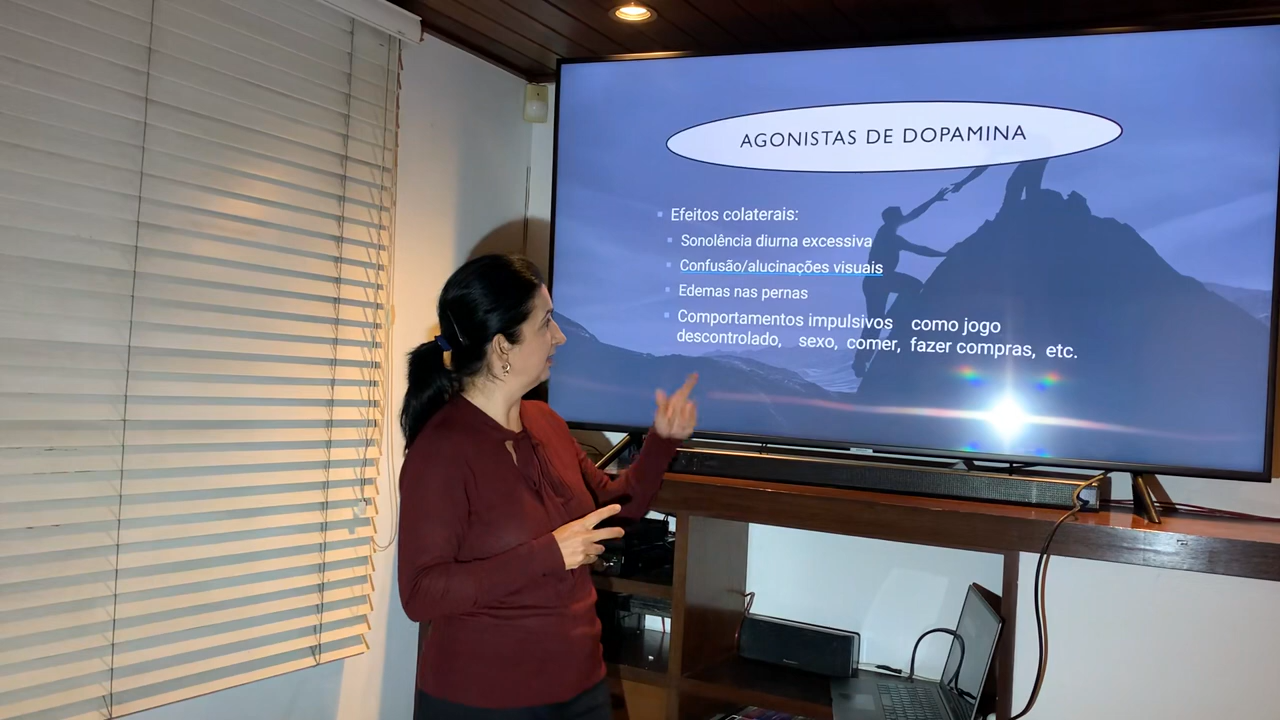 AGONISTAS DE DOPAMINA
Efeitos colaterais:
Sonolência diurna excessiva
Confusão/alucinações visuais
Edemas nas pernas
Comportamentos impulsivos como jogo
descontrolado, sexo, comer, fazer compras, etc.